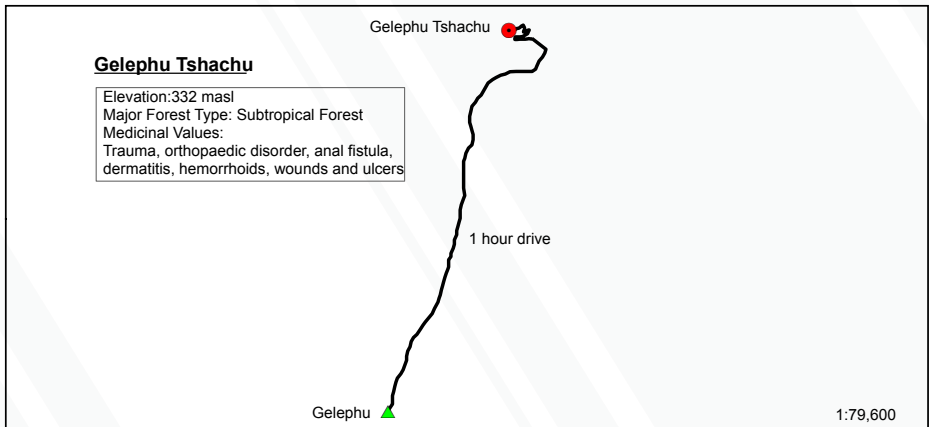 Gelephu Tshachu
Gelephu Tshachu
Elevation:332 masl
Major Forest Type: Subtropical Forest
Medicinal Values:
Trauma, orthopaedic disorder, anal fistula,
dermatitis, hemorrhoids, wounds and ulcers
1 hour drive
Gelephu
1:79,600